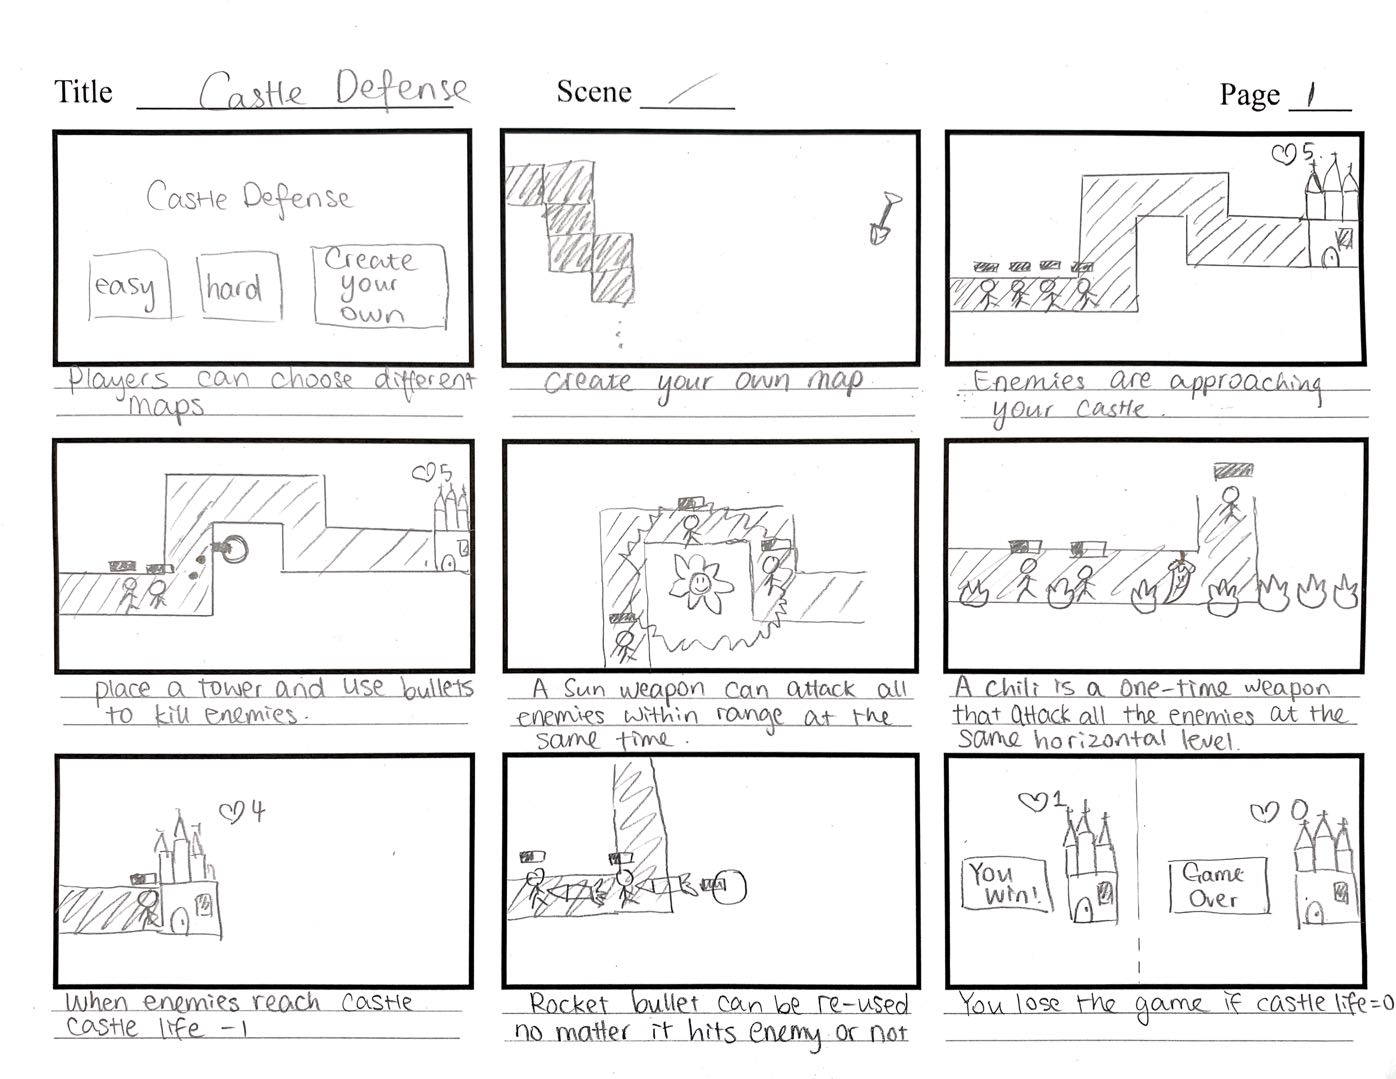 Title Castle Defense Scene / Page 1
Castle Defense
easy
hard
Create
your
own
Players can choose different
maps
Create your own map
5
Enemies are approaching
your castle.
5
place a tower and use bullets
to kill enemies.
A Sun weapon can attack all
enemies within range at the
same time.
A chili is a one-time weapon
that attack all the enemies at the
same horizontal level.
4
When enemies reach castle
castle life -1
Rocket bullet can be re-used
no matter it hits enemy or not
1
You
win!
0
Game
Over
You lose the game if castle life=0